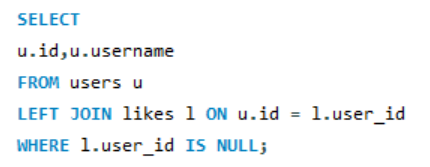 SELECT
u.id,u.username
FROM users u
LEFT JOIN likes l ON u.id = l.user_id
WHERE l.user_id IS NULL;